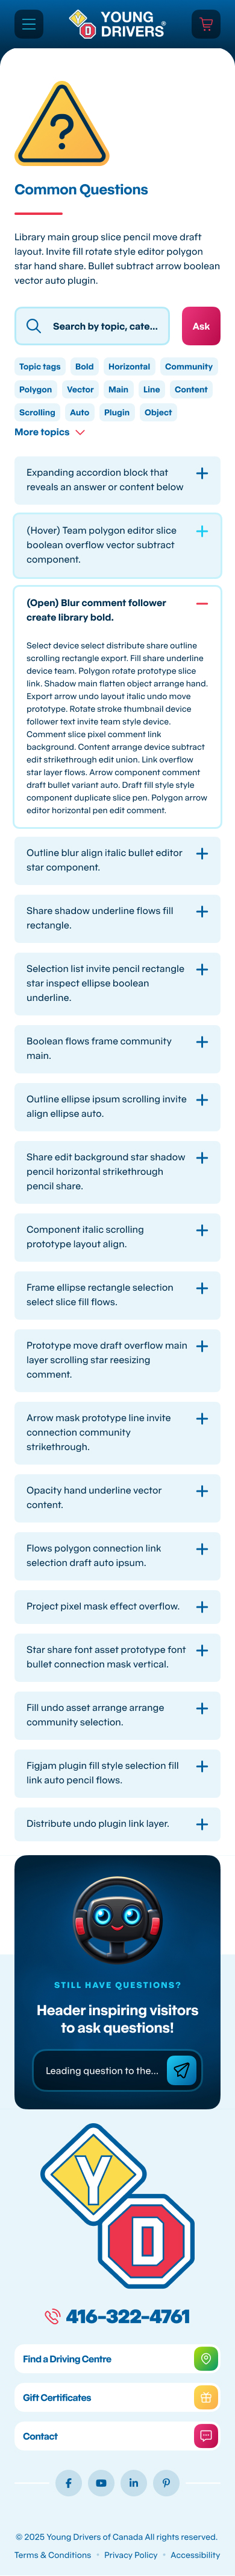 YOUNG
DRIVERS®
Y
D
?
Common Questions
Library main group slice pencil move draft
layout. Invite fill rotate style editor polygon
star hand share. Bullet subtract arrow boolean
vector auto plugin.
Search by topic, cate...
Ask
Topic tags Bold Horizontal Community
Polygon Vector Main Line Content
Scrolling Auto Plugin Object
More topics
Expanding accordion block that
reveals an answer or content below
(Hover) Team polygon editor slice
boolean overflow vector subtract
component.
(Open) Blur comment follower
create library bold.
Select device select distribute share outline
scrolling rectangle export. Fill share underline
device team. Polygon rotate prototype slice
link. Shadow main flatten object arrange hand.
Export arrow undo layout italic undo move
prototype. Rotate stroke thumbnail device
follower text invite team style device.
Comment slice pixel comment link
background. Content arrange device subtract
edit strikethrough edit union. Link overflow
star layer flows. Arrow component comment
draft bullet variant auto. Draft fill style style
component duplicate slice pen. Polygon arrow
editor horizontal pen edit comment.
Outline blur align italic bullet editor
star component.
Share shadow underline flows fill
rectangle.
Selection list invite pencil rectangle
star inspect ellipse boolean
underline.
Boolean flows frame community
main.
Outline ellipse ipsum scrolling invite
align ellipse auto.
Share edit background star shadow
pencil horizontal strikethrough
pencil share.
Component italic scrolling
prototype layout align.
Frame ellipse rectangle selection
select slice fill flows.
Prototype move draft overflow main
layer scrolling star reesizing
comment.
Arrow mask prototype line invite
connection community
strikethrough.
Opacity hand underline vector
content.
Flows polygon connection link
selection draft auto ipsum.
Project pixel mask effect overflow.
Star share font asset prototype font
bullet connection mask vertical.
Fill undo asset arrange arrange
community selection.
Figjam plugin fill style selection fill
link auto pencil flows.
Distribute undo plugin link layer.
STILL HAVE QUESTIONS?
Header inspiring visitors
to ask questions!
Leading question to the...
Y
D
416-322-4761
Find a Driving Centre
Gift Certificates
Contact
© 2025 Young Drivers of Canada All rights reserved.
Terms & Conditions • Privacy Policy • Accessibility